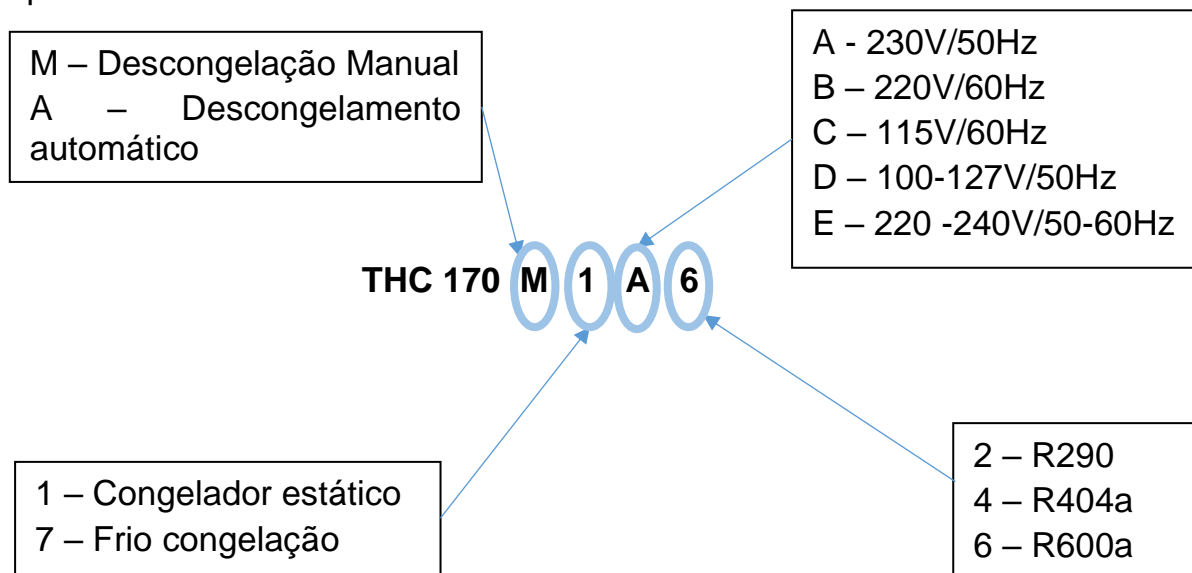 M – Descongelação Manual
A – Descongelamento
automático
A - 230V/50Hz
B – 220V/60Hz
C – 115V/60Hz
D – 100-127V/50Hz
E – 220 -240V/50-60Hz
THC 170 M 1 A 6
1 – Congelador estático
7 – Frio congelação
2 – R290
4 – R404a
6 – R600a